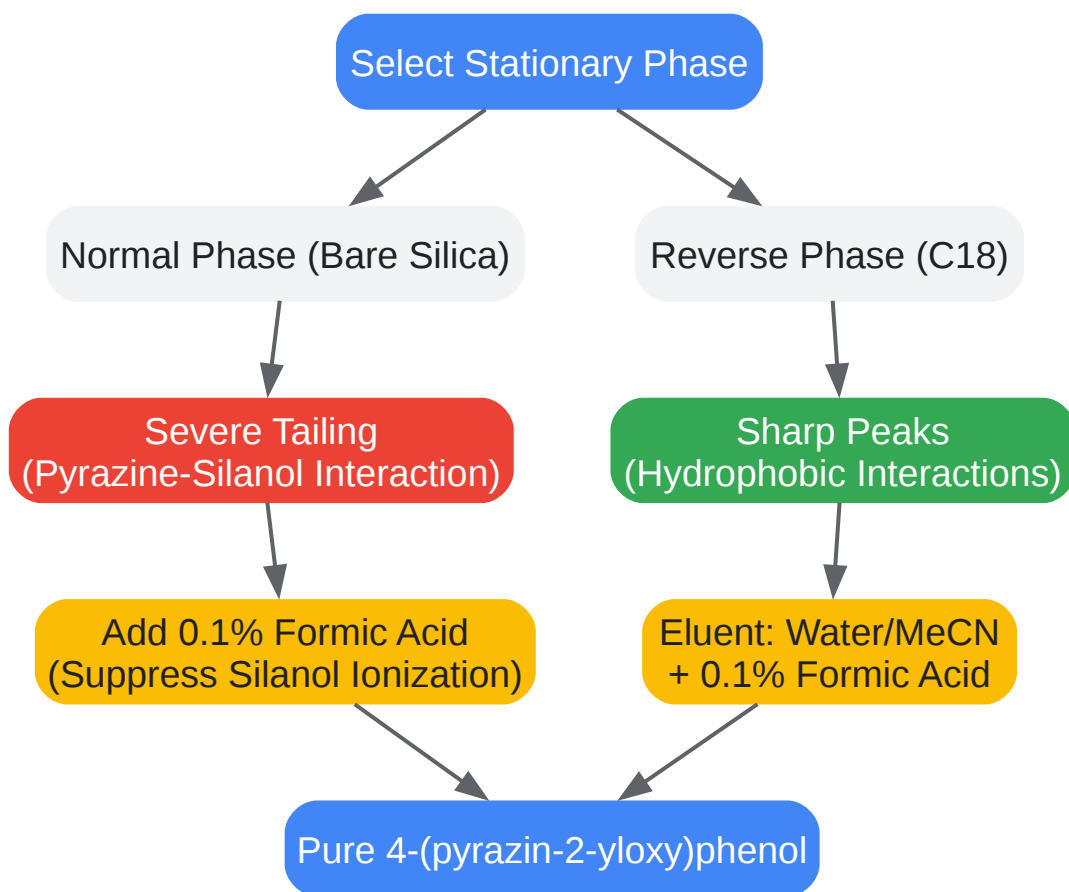 Select Stationary Phase
Normal Phase (Bare Silica)
Reverse Phase (C18)
Severe Tailing
(Pyrazine-Silanol Interaction)
Sharp Peaks
(Hydrophobic Interactions)
Add 0.1% Formic Acid
(Suppress Silanol Ionization)
Eluent: Water/MeCN
+ 0.1% Formic Acid
Pure 4-(pyrazin-2-yloxy)phenol